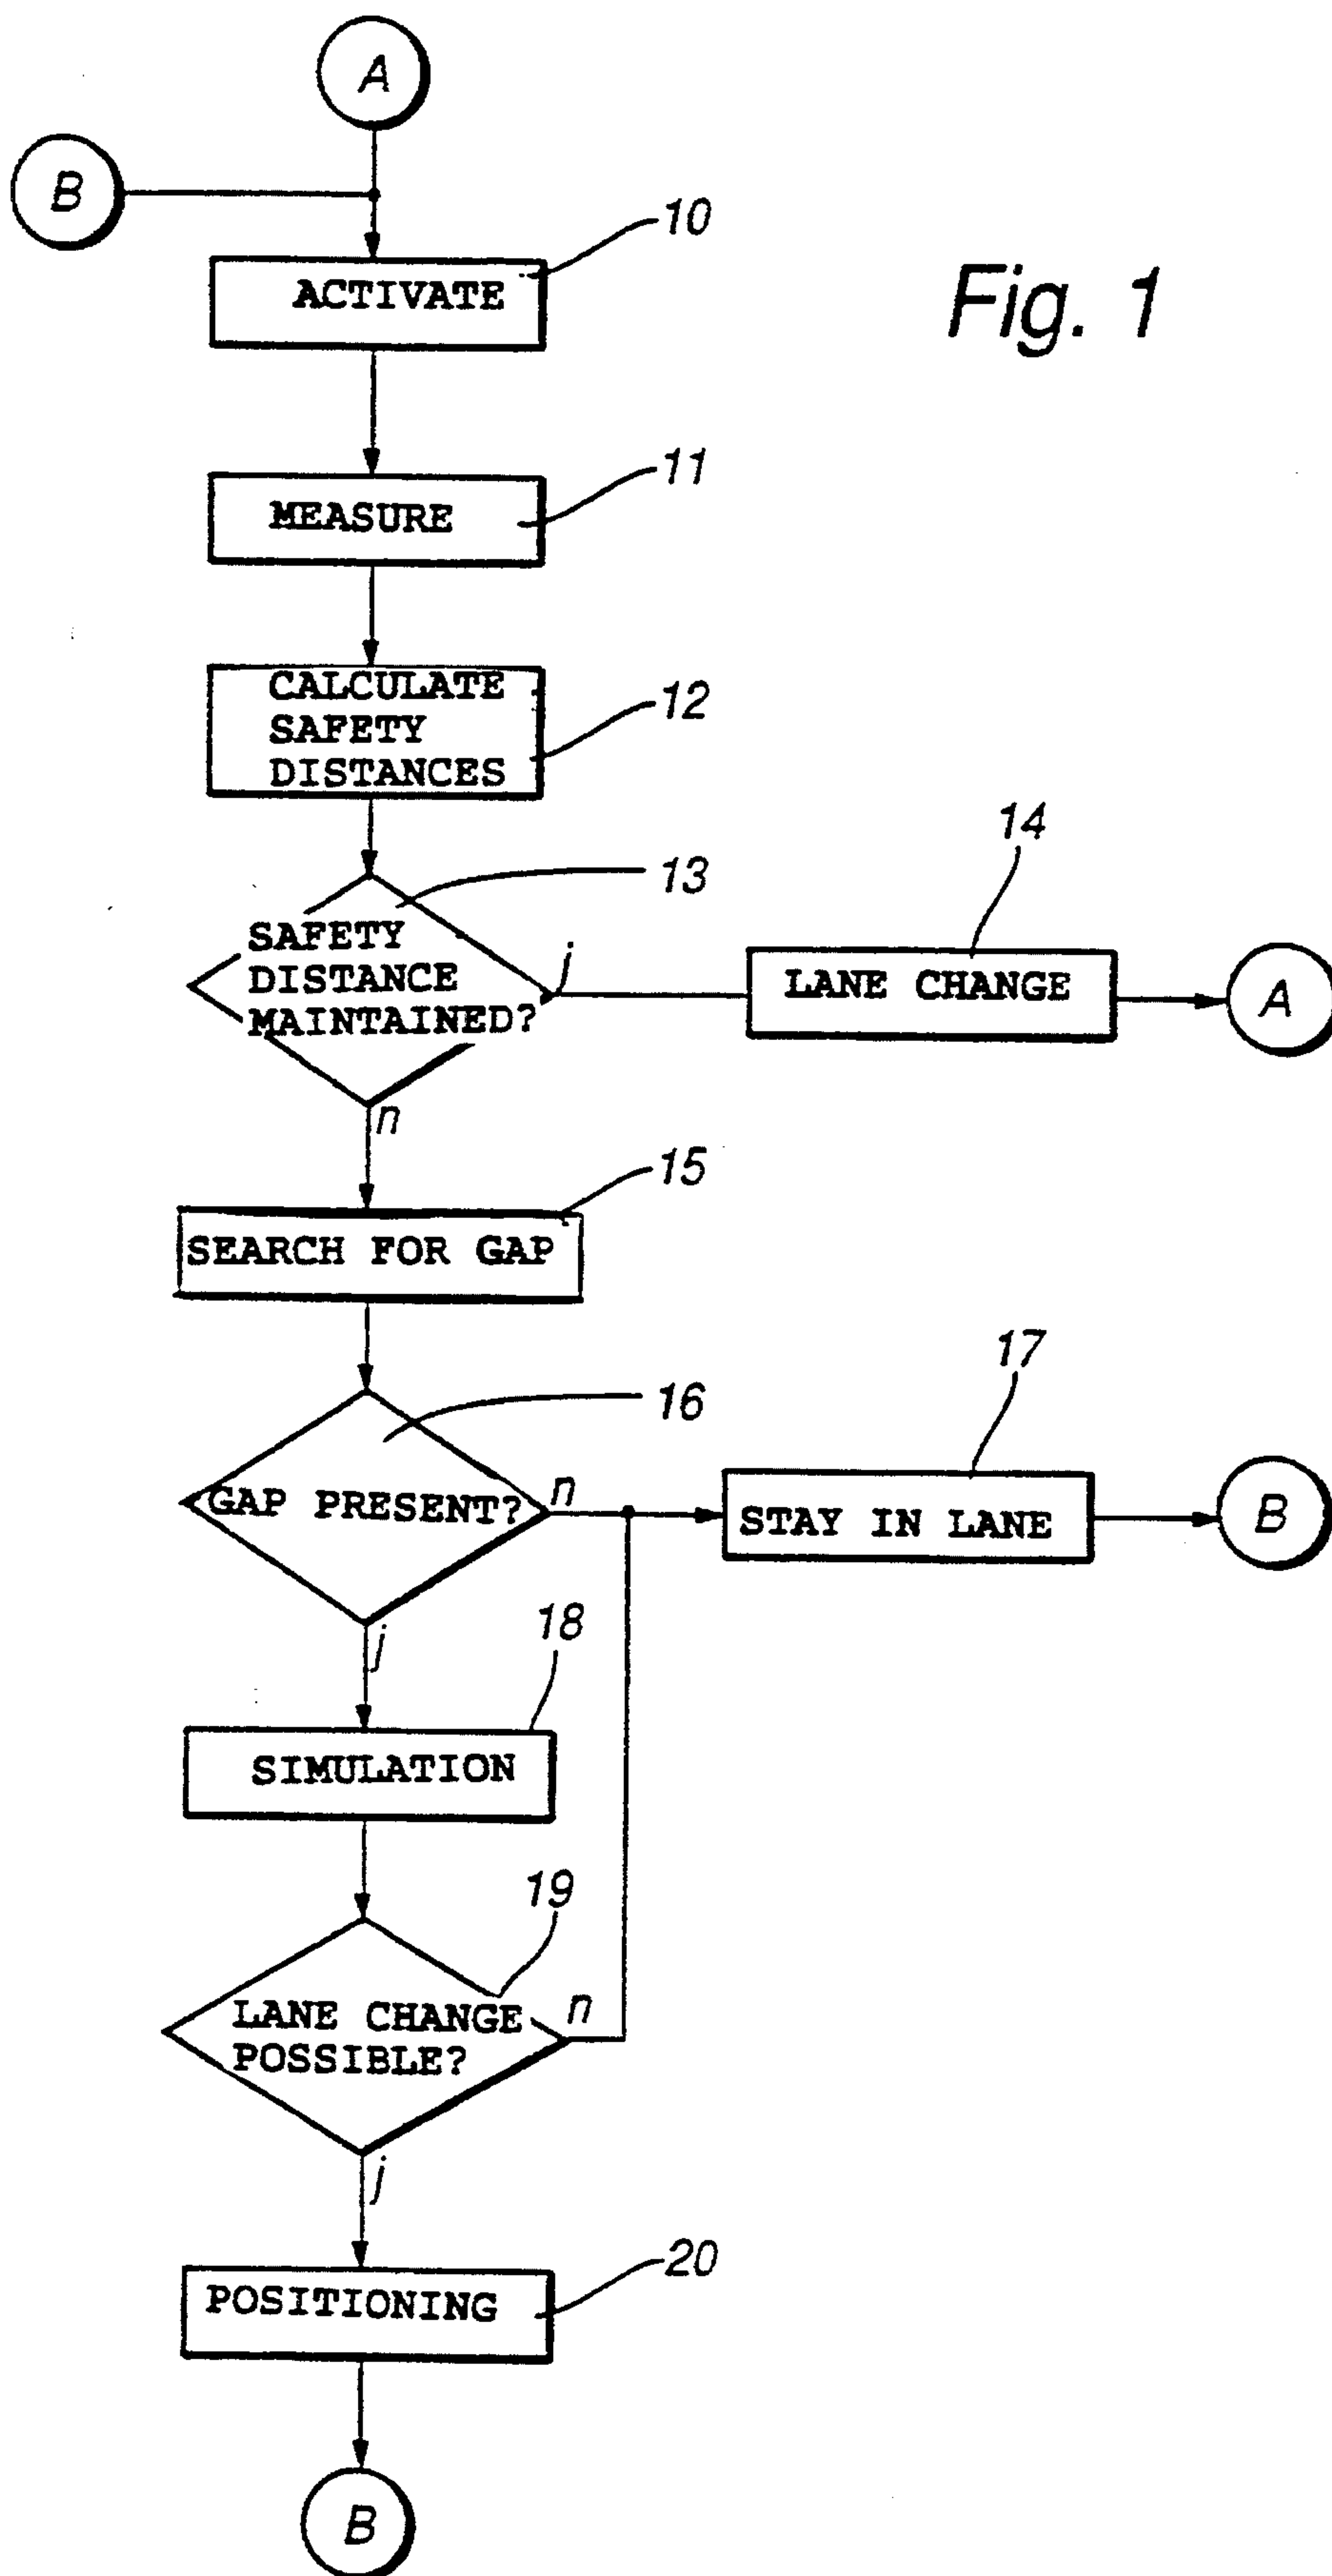 A
B
10
ACTIVATE
Fig. 1
11
MEASURE
12
CALCULATE
SAFETY
DISTANCES
13
SAFETY
DISTANCE
MAINTAINED?
j
14
LANE CHANGE
A
n
15
SEARCH FOR GAP
16
GAP PRESENT?
n
17
STAY IN LANE
B
j
18
SIMULATION
19
LANE CHANGE
POSSIBLE?
n
j
20
POSITIONING
B